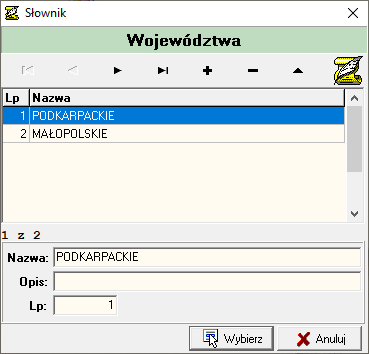 Słownik
Województwa
Lp Nazwa
1 PODKARPACKIE
2 MAŁOPOLSKIE
1 z 2
Nazwa: PODKARPACKIE
Opis:
Lp: 1
Wybierz Anuluj